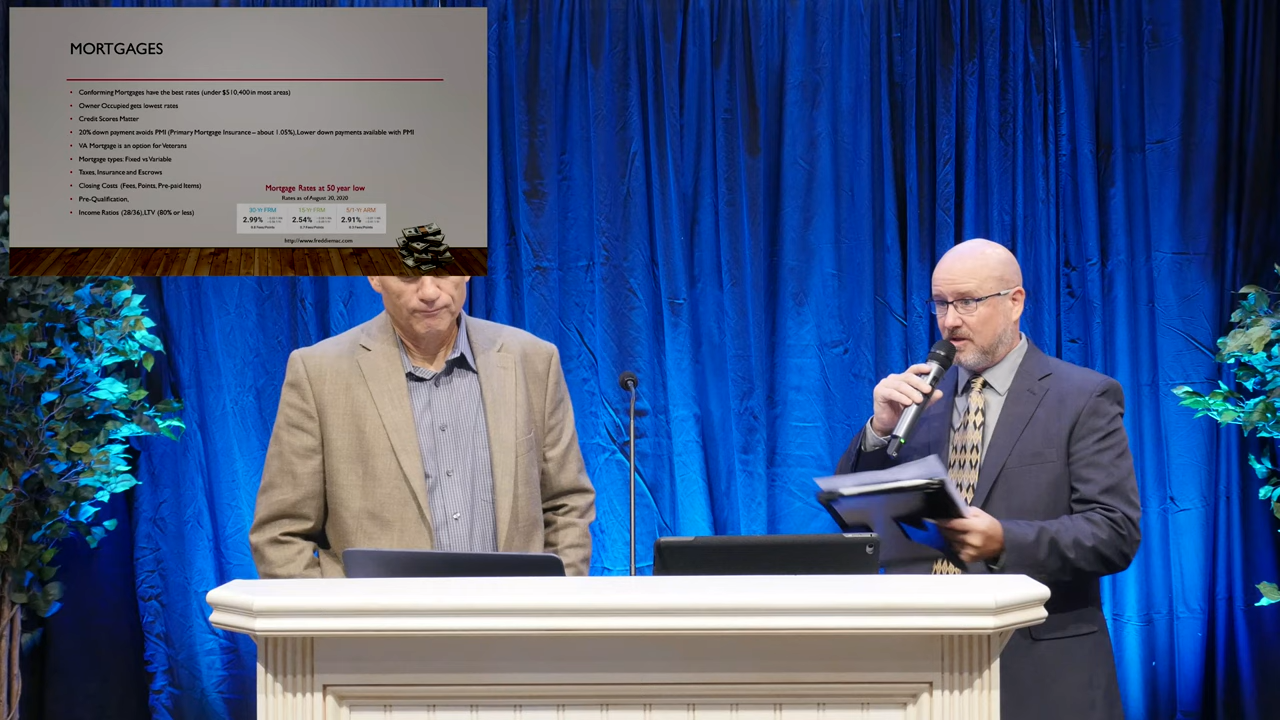 MORTGAGES
Conforming Mortgages have the best rates (under $510,400 in most areas)
Owner Occupied gets lowest rates
Credit Scores Matter
20% down payment avoids PMI (Primary Mortgage Insurance – about 1.05%), Lower down payments available with PMI
VA Mortgage is an option for Veterans
Mortgage types: Fixed vs Variable
Taxes, Insurance and Escrows
Closing Costs (Fees, Points, Pre-paid Items)
Pre-Qualification,
Income Ratios (28/36), LTV (80% or less)
Mortgage Rates at 50 year low
Rates as of August 20, 2020
30-Yr FRM 15-Yr FRM 5/1-Yr ARM
2.99% 2.54% 2.91%
http://www.freddiemac.com